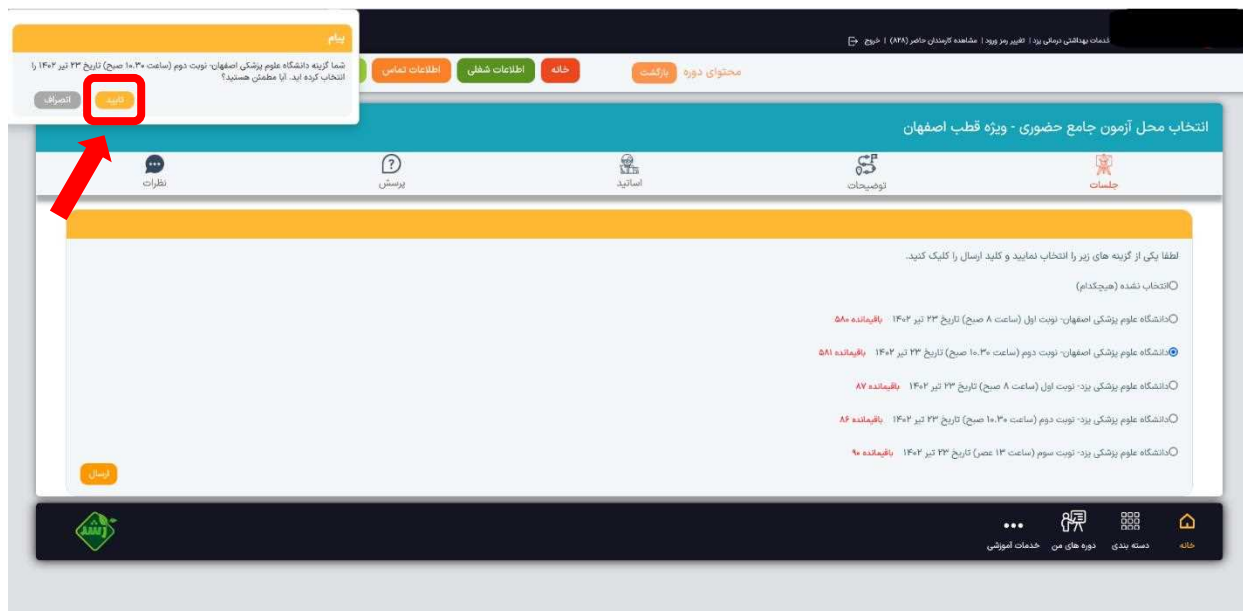 پیام
شما گزینه دانشگاه علوم پزشکی اصفهان- نوبت دوم (ساعت ۱۰.۳۰ صبح) تاریخ ۲۳ تیر ۱۴۰۲ را
انتخاب کرده اید. آیا مطمئن هستید؟
تایید انصراف
خدمات بهداشتی درمانی یزد | تغییر رمز ورود | مشاهده کارمندان حاضر (۸۲۸) | خروج
محتوای دوره بازگشت خانه اطلاعات شغلی اطلاعات تماس
انتخاب محل آزمون جامع حضوری - ویژه قطب اصفهان
جلسات توضیحات اساتید پرسش نظرات
لطفا یکی از گزینه های زیر را انتخاب نمایید و کلید ارسال را کلیک کنید.
انتخاب نشده (هیچکدام)
دانشگاه علوم پزشکی اصفهان- نوبت اول (ساعت ۸ صبح) تاریخ ۲۳ تیر ۱۴۰۲ باقیمانده ۵۸۰
دانشگاه علوم پزشکی اصفهان- نوبت دوم (ساعت ۱۰.۳۰ صبح) تاریخ ۲۳ تیر ۱۴۰۲ باقیمانده ۵۸۱
دانشگاه علوم پزشکی یزد- نوبت اول (ساعت ۸ صبح) تاریخ ۲۳ تیر ۱۴۰۲ باقیمانده ۸۷
دانشگاه علوم پزشکی یزد- نوبت دوم (ساعت ۱۰.۳۰ صبح) تاریخ ۲۳ تیر ۱۴۰۲ باقیمانده ۸۶
دانشگاه علوم پزشکی یزد- نوبت سوم (ساعت ۱۳ عصر) تاریخ ۲۳ تیر ۱۴۰۲ باقیمانده ۹۰
ارسال
خانه دسته بندی دوره های من خدمات آموزشی